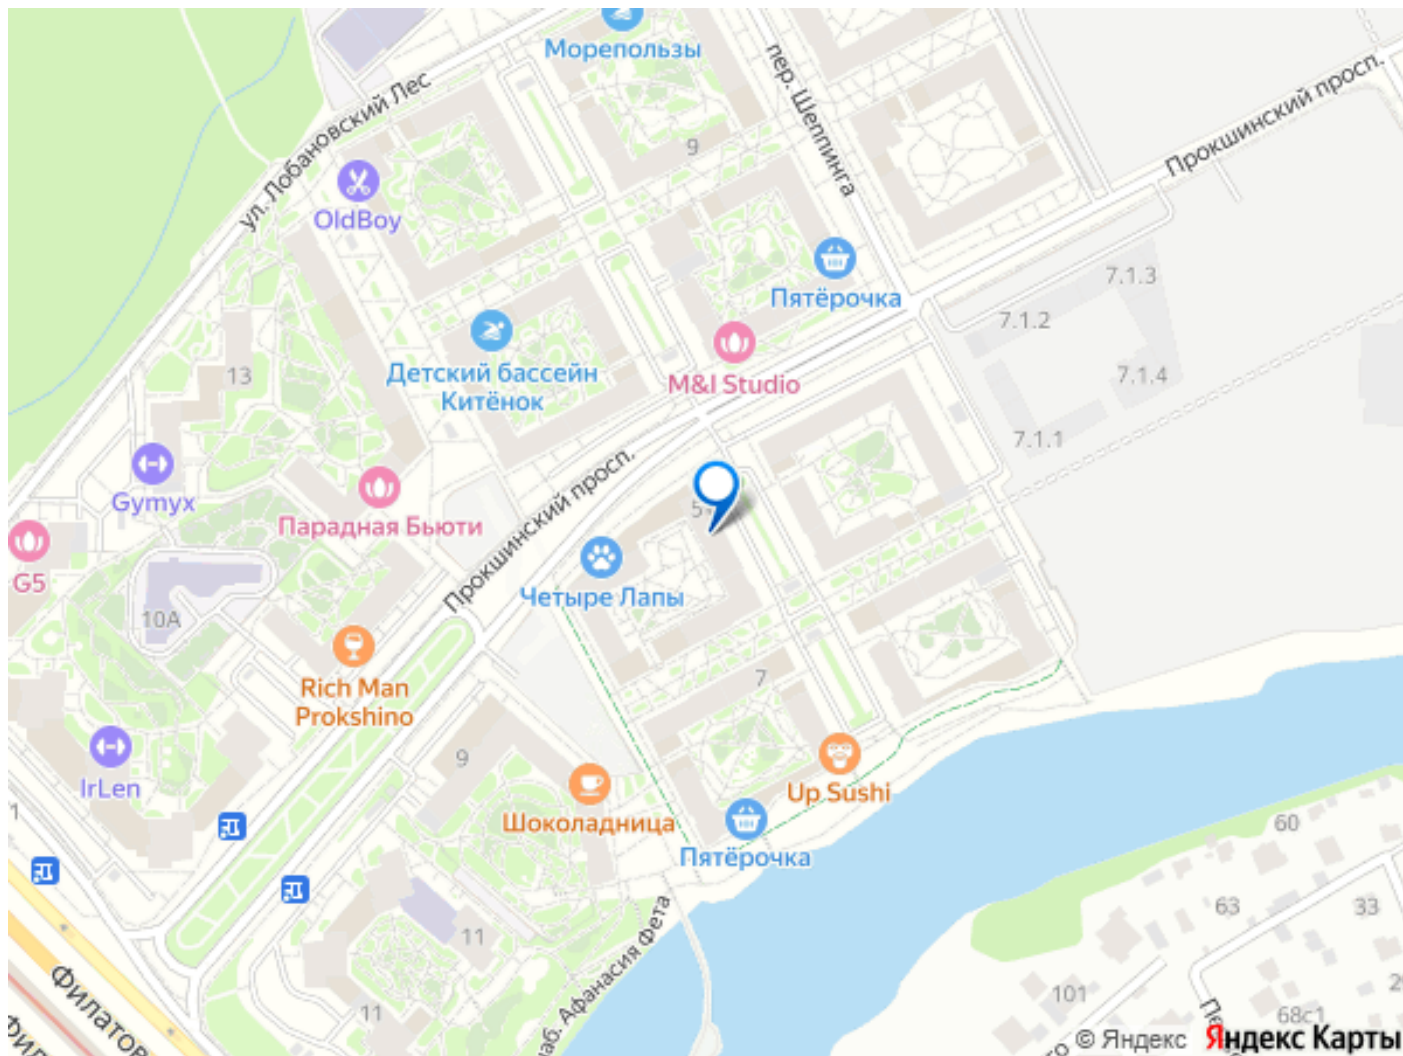 Морепользы
ул. Лобановский Лес
пер. Шеппинга
Прокшинский просп.
9
OldBoy
Пятёрочка
7.1.3
7.1.2
Детский бассейн
Китёнок
M&I Studio
13
7.1.4
7.1.1
Gymyx
Прокшинский просп.
Парадная Бьюти
5
G5
Четыре Лапы
10А
Rich Man
Prokshino
7
IrLen
9
Up Sushi
Шоколадница
1
Пятёрочка
60
63
33
11
наб. Афанасия Фета
11
101
68с1
Филатов
Фил
© Яндекс Яндекс Карты